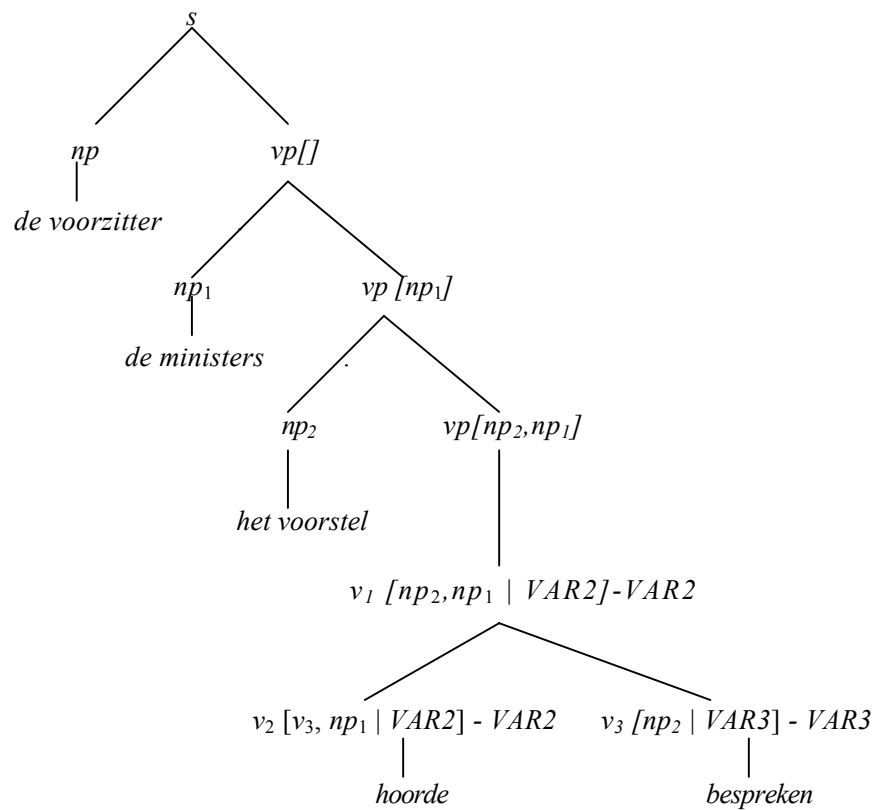 s
np vp[]
de voorzitter
np₁ vp [np₁]
de ministers
np₂ vp[np₂,np₁]
het voorstel
v₁ [np₂,np₁ | VAR2]-VAR2
v₂ [v₃, np₁ | VAR2] - VAR2 v₃ [np₂ | VAR3] - VAR3
hoorde bespreken